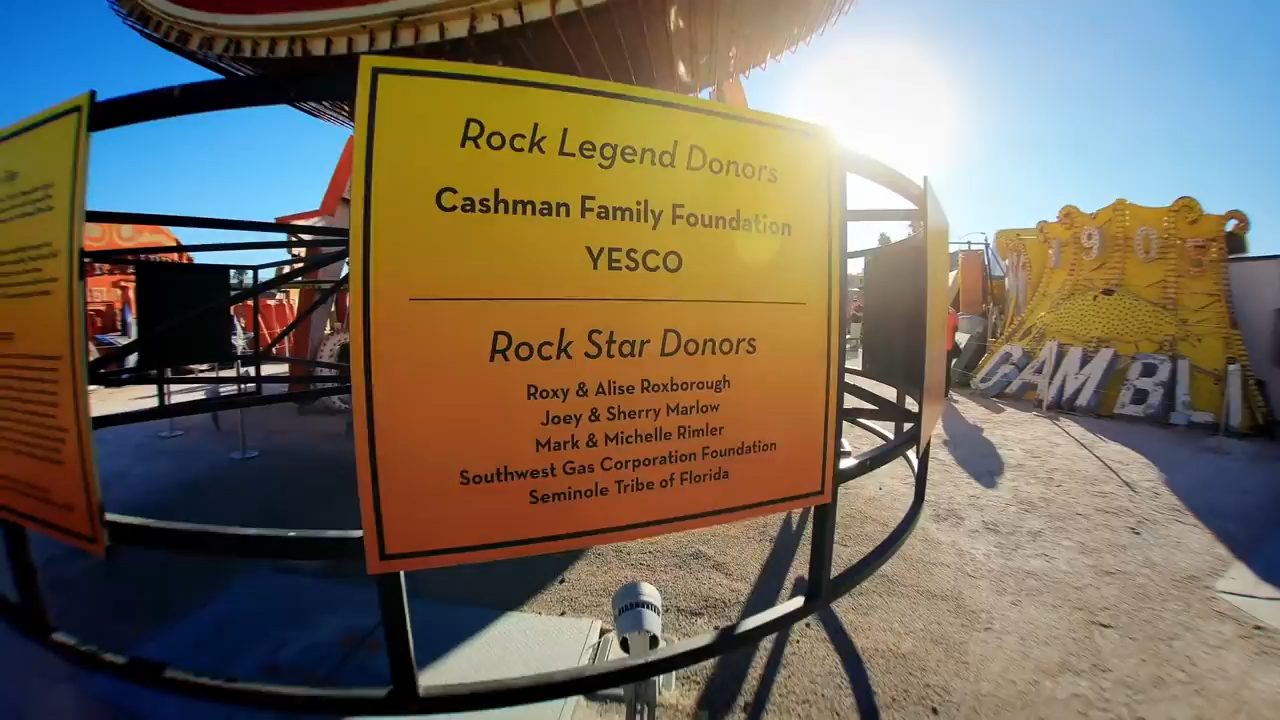 Rock Legend Donors
Cashman Family Foundation
YESCO
Rock Star Donors
Roxy & Alise Roxborough
Joey & Sherry Marlow
Mark & Michelle Rimler
Southwest Gas Corporation Foundation
Seminole Tribe of Florida
1905
GAMBLI